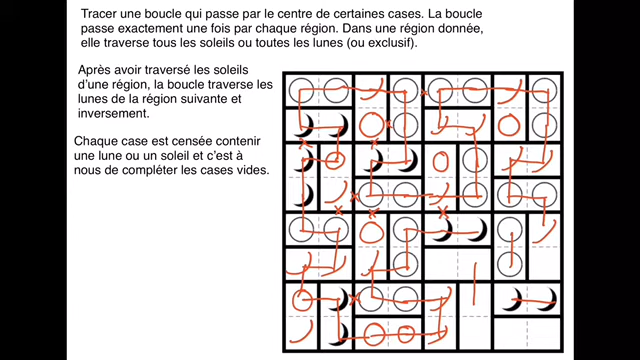 Tracer une boucle qui passe par le centre de certaines cases. La boucle
passe exactement une fois par chaque région. Dans une région donnée,
elle traverse tous les soleils ou toutes les lunes (ou exclusif).
Après avoir traversé les soleils
d'une région, la boucle traverse les
lunes de la région suivante et
inversement.
Chaque case est censée contenir
une lune ou un soleil et c'est à
nous de compléter les cases vides.